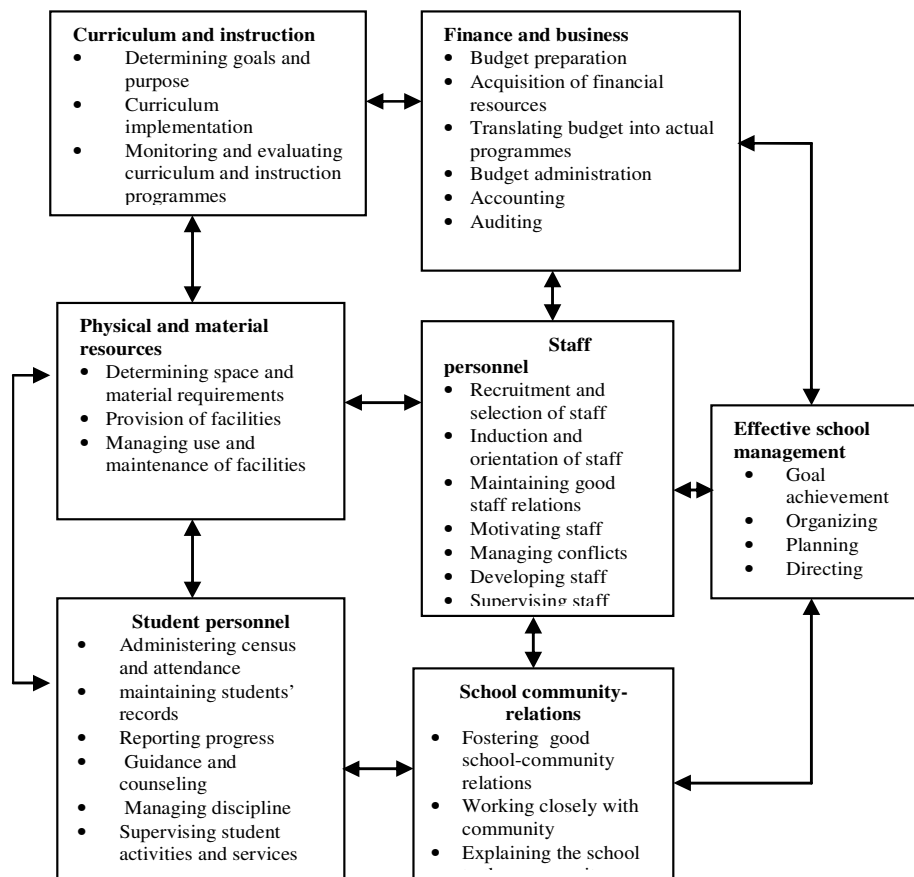 Curriculum and instruction
• Determining goals and
purpose
• Curriculum
implementation
• Monitoring and evaluating
curriculum and instruction
programmes
Finance and business
• Budget preparation
• Acquisition of financial
resources
• Translating budget into actual
programmes
• Budget administration
• Accounting
• Auditing
Physical and material
resources
• Determining space and
material requirements
• Provision of facilities
• Managing use and
maintenance of facilities
Staff
personnel
• Recruitment and
selection of staff
• Induction and
orientation of staff
• Maintaining good
staff relations
• Motivating staff
• Managing conflicts
• Developing staff
• Supervising staff
Effective school
management
• Goal
achievement
• Organizing
• Planning
• Directing
Student personnel
• Administering census
and attendance
• maintaining students’
records
• Reporting progress
• Guidance and
counseling
• Managing discipline
• Supervising student
activities and services
School community-
relations
• Fostering good
school-community
relations
• Working closely with
community
• Explaining the school